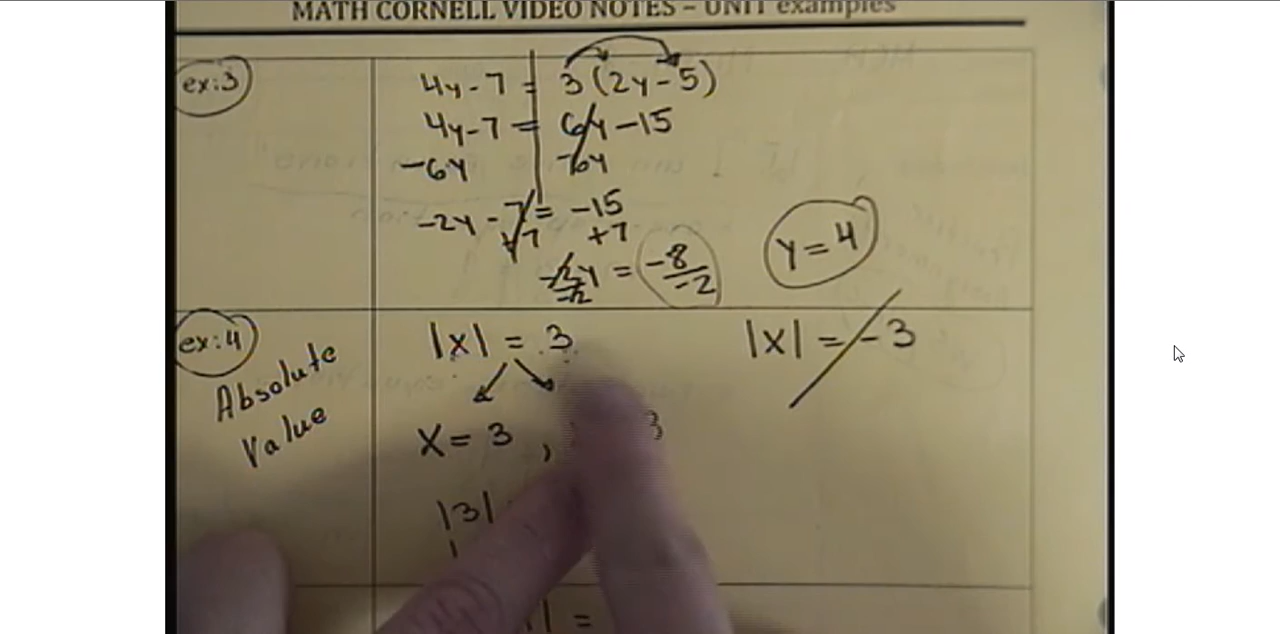 MATH CORNELL VIDEO NOTES – UNIT examples
ex:3
4y - 7 = 3(2y - 5)
4y - 7 = 6y - 15
-6y -6y
-2y - 7 = -15
+7 +7
-2y = -8
-2 -2
y = 4
ex:4
Absolute
Value
|x| = 3
|x| = -3
x = 3 , 3
|3|
=